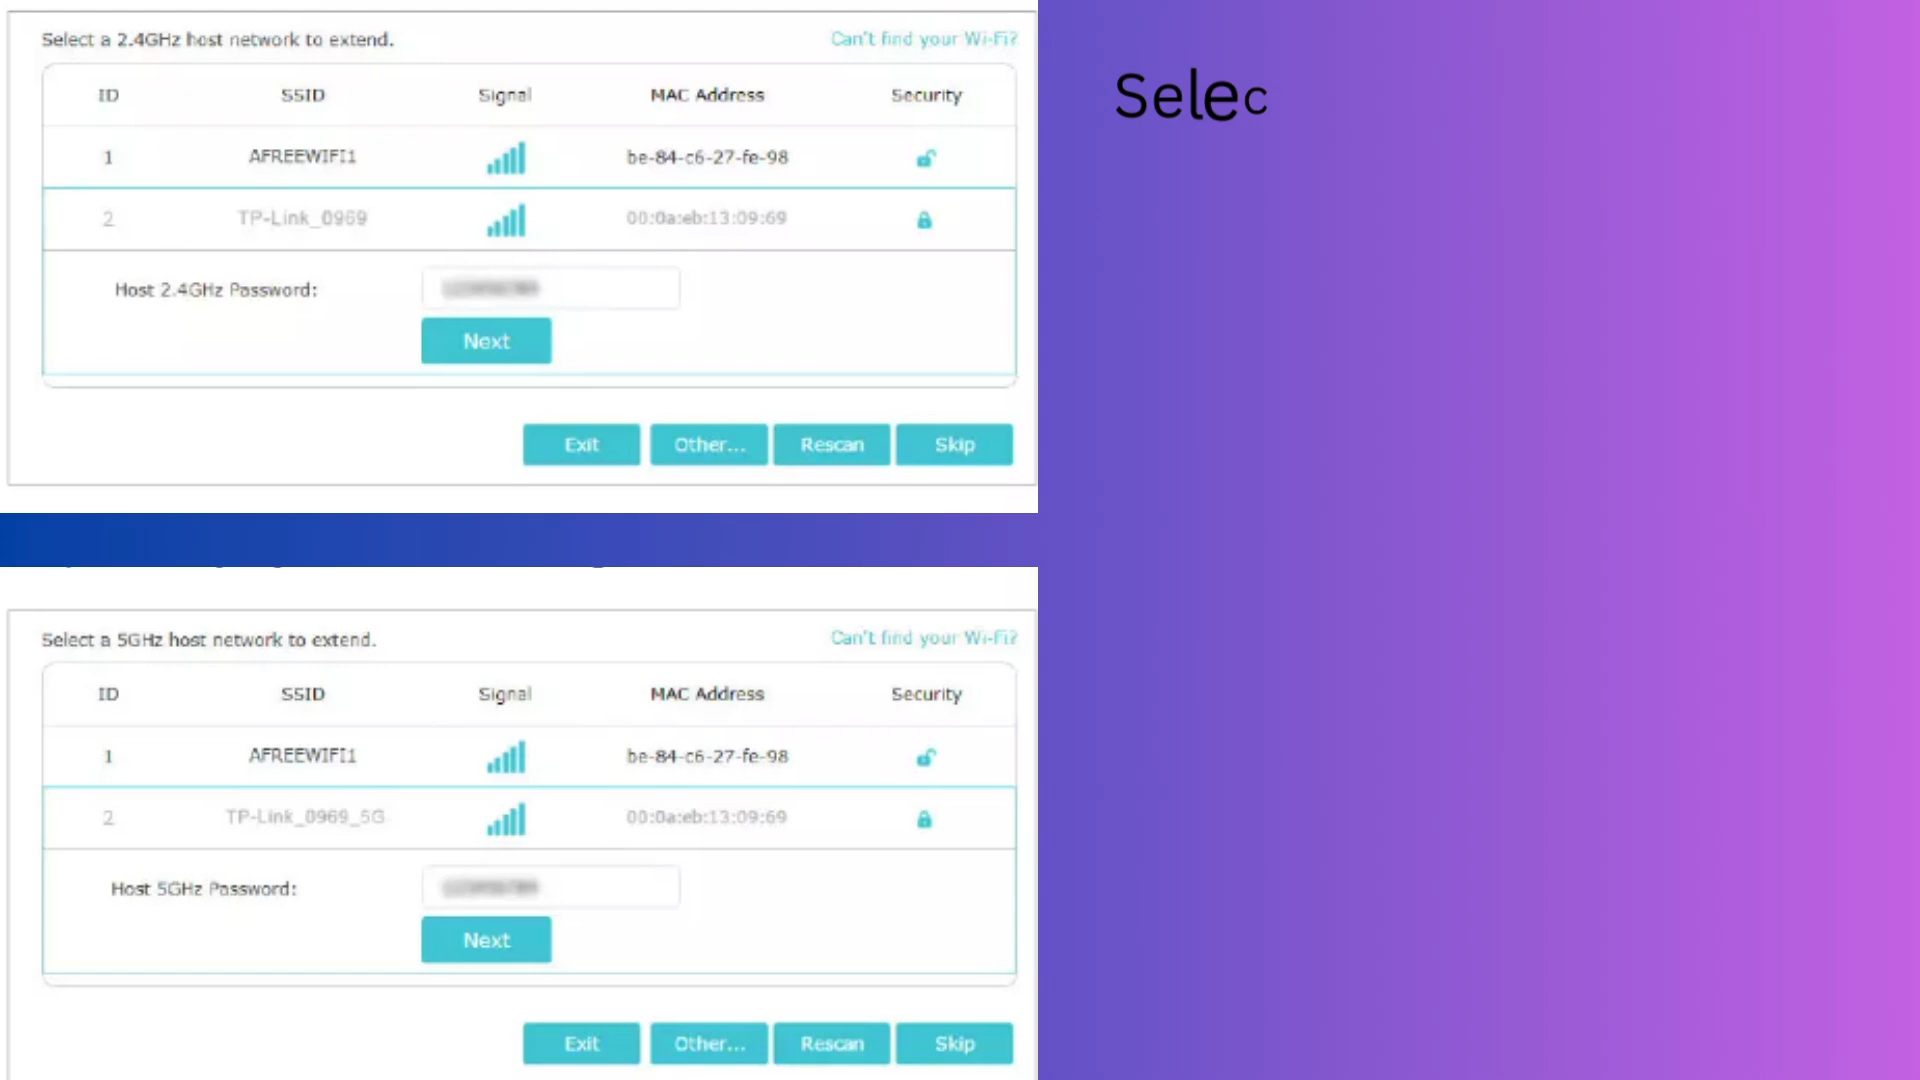 Select a 2.4GHz host network to extend. Can't find your Wi-Fi?
ID SSID Signal MAC Address Security
1 AFREEWIFI1 be-84-c6-27-fe-98
2 TP-Link_0969 00:0a:eb:13:09:69
Host 2.4GHz Password:
Next
Exit Other... Rescan Skip
Selec
Select a 5GHz host network to extend. Can't find your Wi-Fi?
ID SSID Signal MAC Address Security
1 AFREEWIFI1 be-84-c6-27-fe-98
2 TP-Link_0969_5G 00:0a:eb:13:09:69
Host 5GHz Password:
Next
Exit Other... Rescan Skip